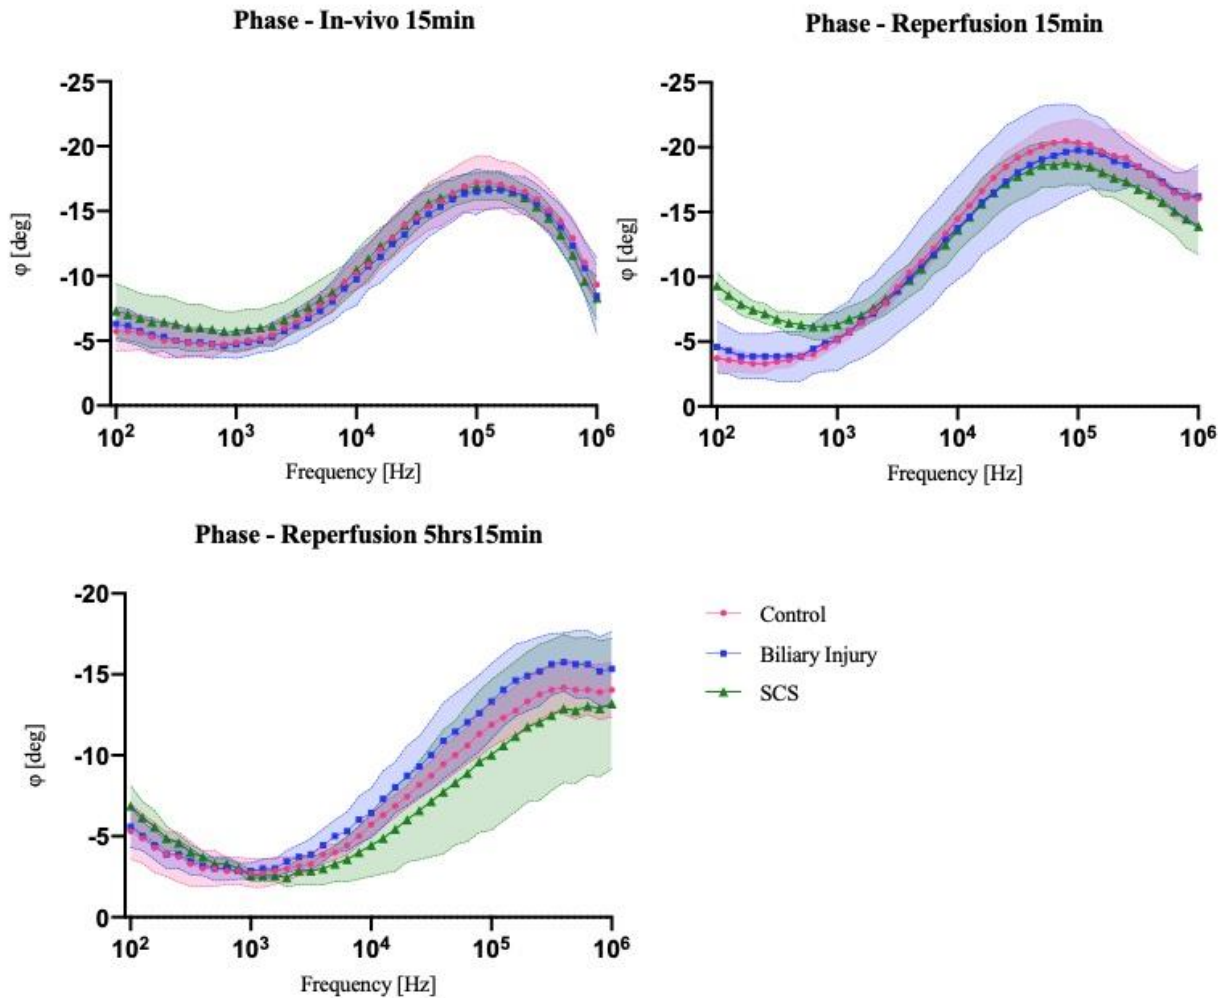 Phase - In-vivo 15min
-25
-20
-15
-10
-5
0
10²
10³
10⁴
10⁵
10⁶
φ [deg]
Frequency [Hz]
Phase - Reperfusion 15min
-25
-20
-15
-10
-5
0
10²
10³
10⁴
10⁵
10⁶
φ [deg]
Frequency [Hz]
Phase - Reperfusion 5hrs15min
-20
-15
-10
-5
0
10²
10³
10⁴
10⁵
10⁶
φ [deg]
Frequency [Hz]
Control
Biliary Injury
SCS